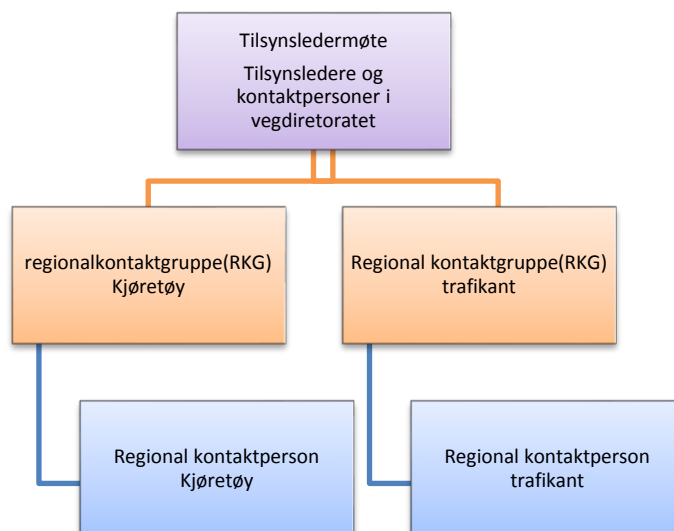 Tilsynsledermøte
Tilsynsledere og
kontaktpersoner i
vegdiretoratet
regionalkontaktgruppe(RKG)
Kjøretøy
Regional kontaktgruppe(RKG)
trafikant
Regional kontaktperson
Kjøretøy
Regional kontaktperson
trafikant